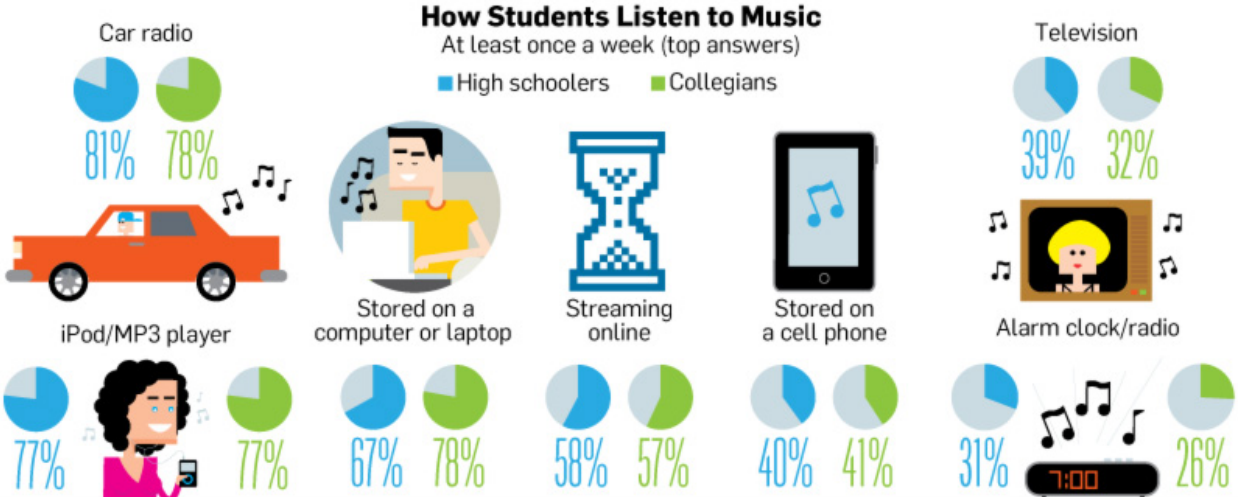 How Students Listen to Music
At least once a week (top answers)
High schoolers Collegians
Car radio
81% 78%
iPod/MP3 player
77% 77%
Stored on a
computer or laptop
67% 78%
Streaming
online
58% 57%
Stored on
a cell phone
40% 41%
Television
39% 32%
Alarm clock/radio
31% 26%
7:00